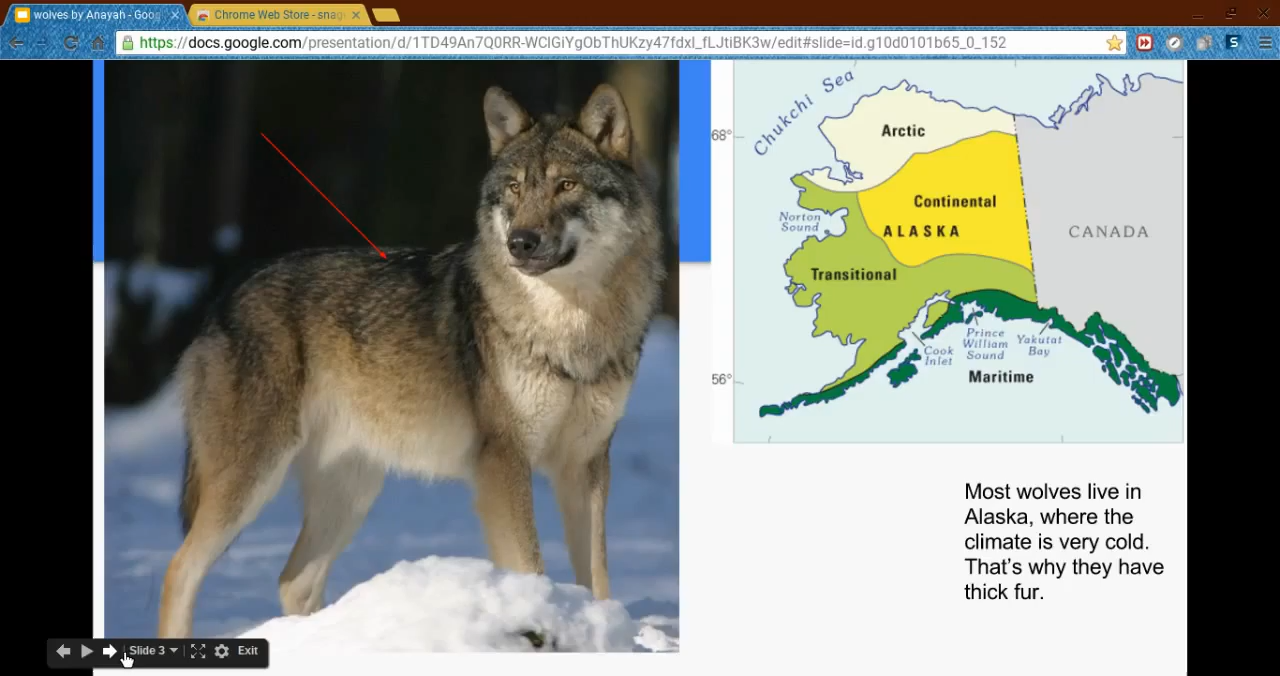 wolves by Anayah - Goo
Chrome Web Store - snag
https://docs.google.com/presentation/d/1TD49An7Q0RR-WCIGiYgObThUKzy47fdxl_fLJtiBK3w/edit#slide=id.g10d0101b65_0_152
S
Chukchi Sea
68°
Arctic
Continental
Norton
Sound
ALASKA
CANADA
Transitional
Prince
William
Sound
Yakutat
Bay
Cook
Inlet
56°
Maritime
Most wolves live in
Alaska, where the
climate is very cold.
That's why they have
thick fur.
Slide 3
Exit